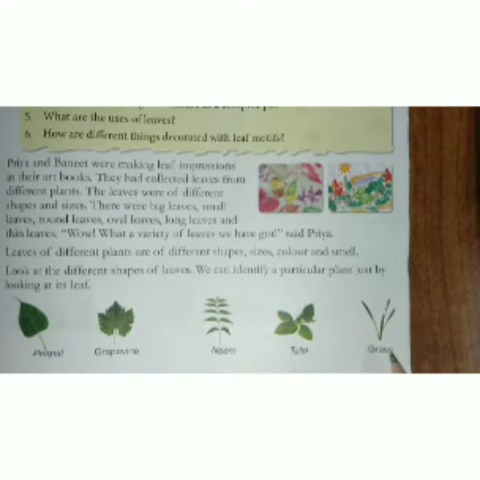 5. What are the uses of leaves?
6. How are different things decorated with leaf motifs?
Priya and Buneet were making leaf impressions
in their art books. They had collected leaves from
different plants. The leaves were of different
shapes and sizes. There were big leaves, small
leaves, round leaves, oval leaves, long leaves and
thin leaves. "Wow! What a variety of leaves we have got!" said Priya.
Leaves of different plants are of different shapes, sizes, colour and smell.
Look at the different shapes of leaves. We can identify a particular plant just by
looking at its leaf.
Peepal Grapevine Neem Tulsi Grass